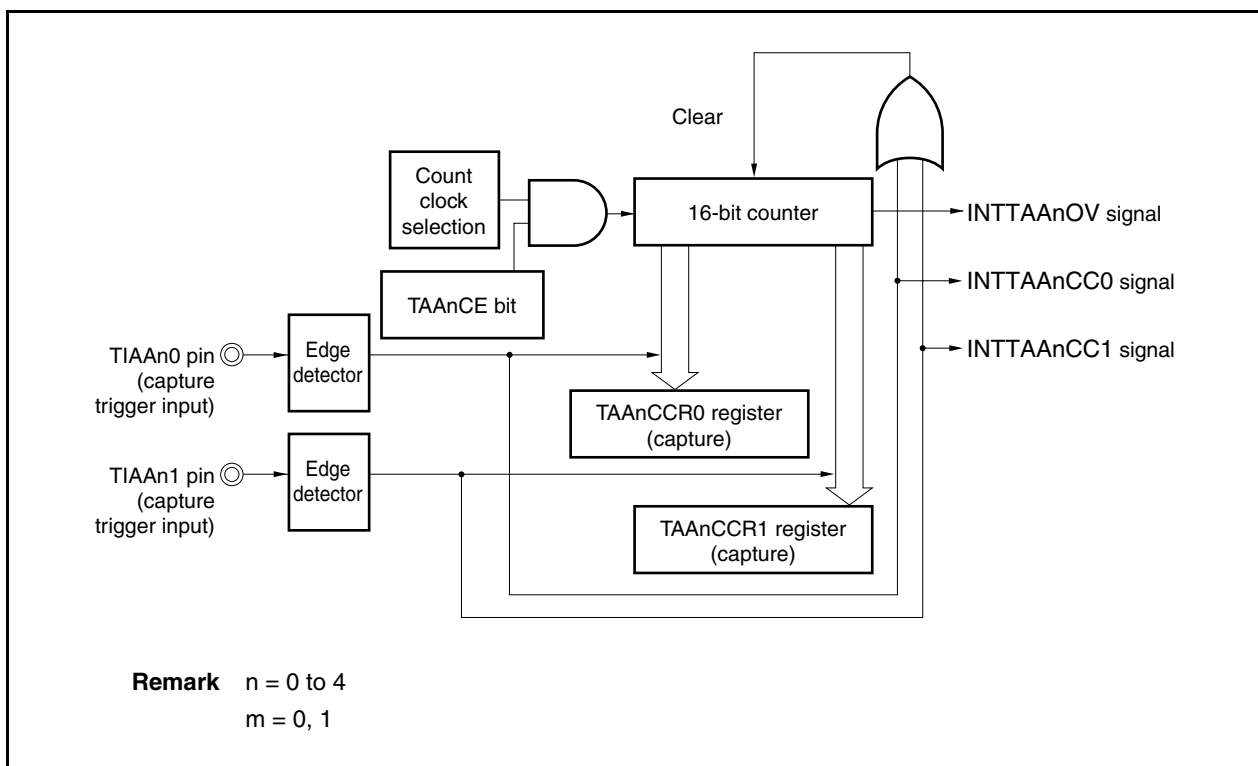 Clear
Count
clock
selection
16-bit counter
INTTAAnOV signal
TAAnCE bit
INTTAAnCC0 signal
TIAAn0 pin
(capture
trigger input)
Edge
detector
INTTAAnCC1 signal
TAAnCCR0 register
(capture)
TIAAn1 pin
(capture
trigger input)
Edge
detector
TAAnCCR1 register
(capture)
Remark n = 0 to 4
m = 0, 1